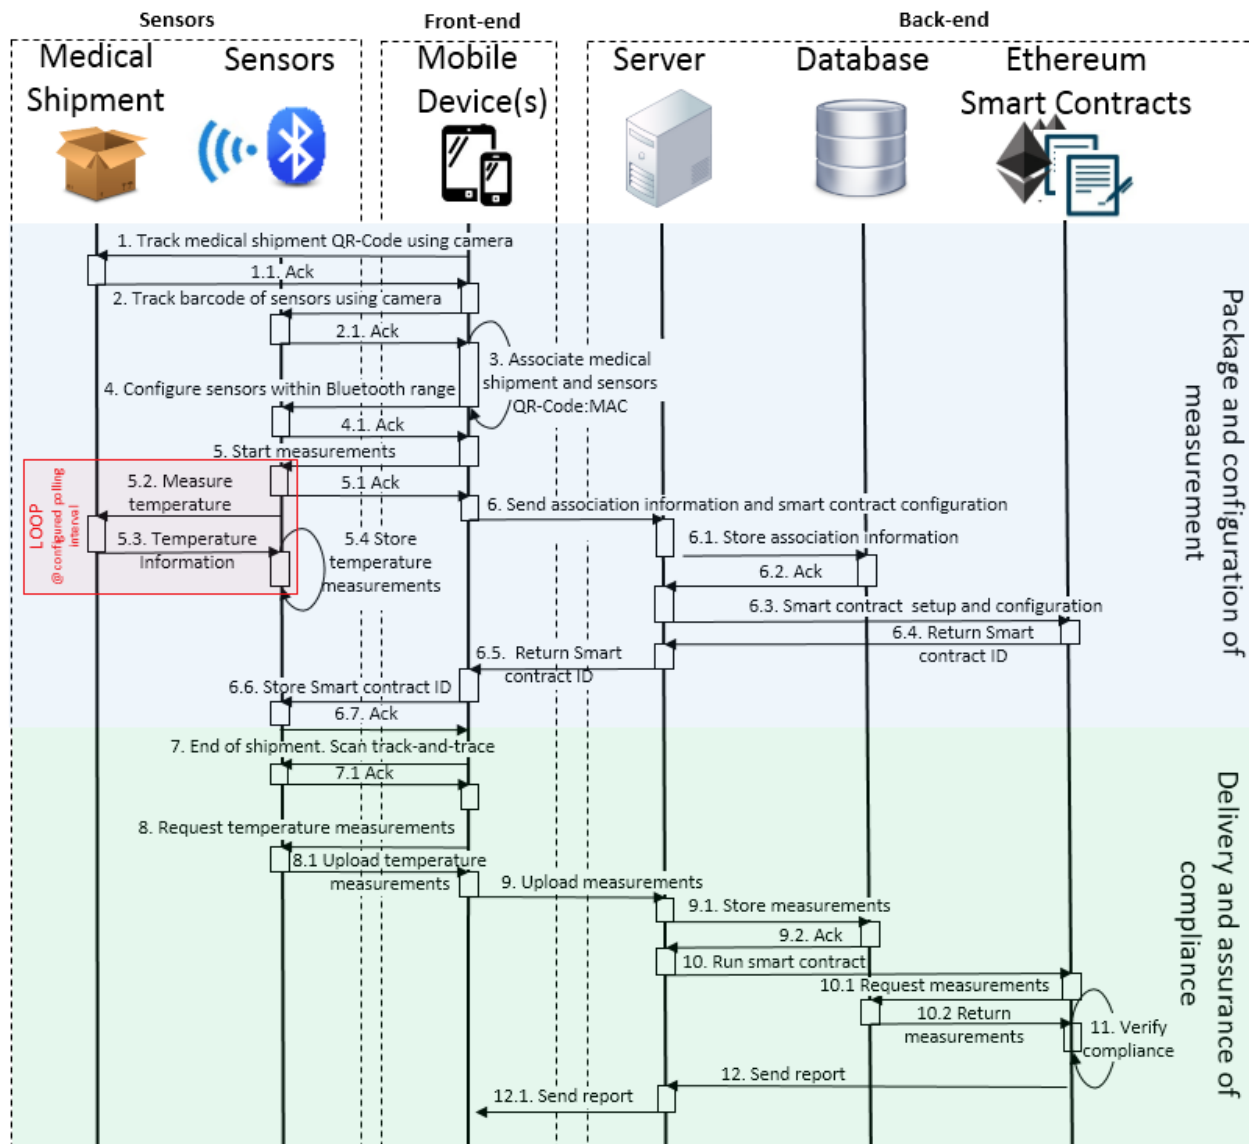 Sensors
Front-end
Back-end
Medical
Shipment
Sensors
Mobile
Device(s)
Server
Database
Ethereum
Smart Contracts
1. Track medical shipment QR-Code using camera
1.1. Ack
2. Track barcode of sensors using camera
2.1. Ack
3. Associate medical
shipment and sensors
QR-Code:MAC
4. Configure sensors within Bluetooth range
4.1. Ack
5. Start measurements
5.1 Ack
5.2. Measure
temperature
5.3. Temperature
Information
5.4 Store
temperature
measurements
LOOP
@configured pulling
interval
6. Send association information and smart contract configuration
6.1. Store association information
6.2. Ack
6.3. Smart contract setup and configuration
6.4. Return Smart
contract ID
6.5. Return Smart
contract ID
6.6. Store Smart contract ID
6.7. Ack
Package and configuration of
measurement
7. End of shipment. Scan track-and-trace
7.1 Ack
8. Request temperature measurements
8.1 Upload temperature
measurements
9. Upload measurements
9.1. Store measurements
9.2. Ack
10. Run smart contract
10.1 Request measurements
10.2 Return
measurements
11. Verify
compliance
12. Send report
12.1. Send report
Delivery and assurance of
compliance